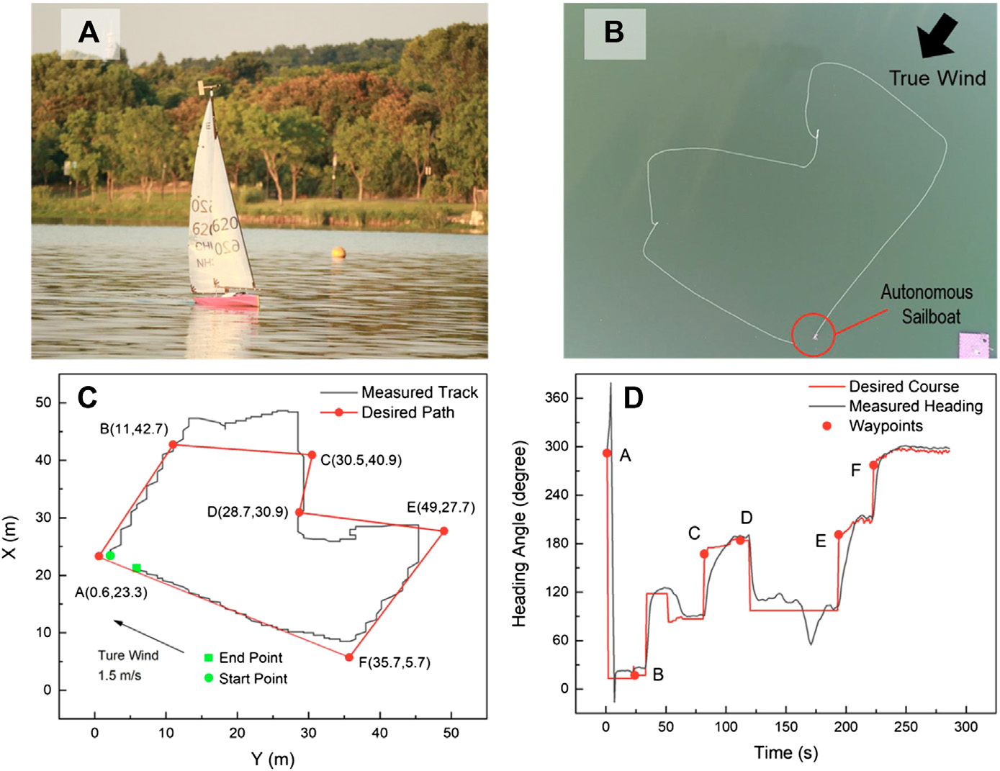 A
620
620
B
True Wind
Autonomous
Sailboat
C
Measured Track
Desired Path
B(11,42.7)
C(30.5,40.9)
D(28.7,30.9)
E(49,27.7)
A(0.6,23.3)
F(35.7,5.7)
Ture Wind
1.5 m/s
End Point
Start Point
50
40
30
20
10
0
X (m)
0 10 20 30 40 50
Y (m)
D
Desired Course
Measured Heading
Waypoints
A
B
C
D
E
F
360
300
240
180
120
60
0
Heading Angle (degree)
0 50 100 150 200 250 300
Time (s)